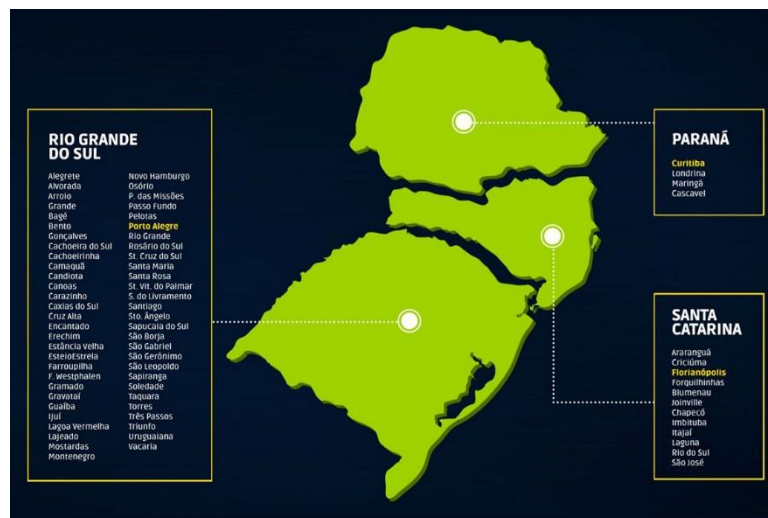 RIO GRANDE
DO SUL
Alegrete
Alvorada
Arroio
Grande
Bagé
Bento
Gonçalves
Cachoeira do Sul
Cachoeirinha
Camaquã
Candiota
Canoas
Carazinho
Caxias do Sul
Cruz Alta
Encantado
Erechim
Estância Velha
EsteioEstrela
Farroupilha
F. Westphalen
Gramado
Gravataí
Guaíba
Ijuí
Lagoa Vermelha
Lajeado
Mostardas
Montenegro
Novo Hamburgo
Osório
P. das Missões
Passo Fundo
Pelotas
Porto Alegre
Rio Grande
Rosário do Sul
St. Cruz do Sul
Santa Maria
Santa Rosa
St. Vit. do Palmar
S. do Livramento
Santiago
Sto. Ângelo
Sapucaia do Sul
São Borja
São Gabriel
São Gerônimo
São Leopoldo
Sapiranga
Soledade
Taquara
Torres
Três Passos
Triunfo
Uruguaiana
Vacaria
PARANÁ
Curitiba
Londrina
Maringá
Cascavel
SANTA
CATARINA
Araranguá
Criciúma
Florianópolis
Forquilhinhas
Blumenau
Joinville
Chapecó
Imbituba
Itajaí
Laguna
Rio do Sul
São José